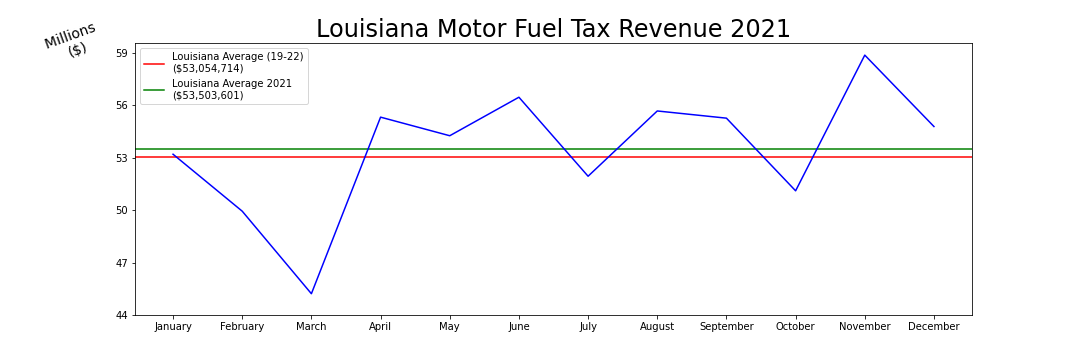 Louisiana Motor Fuel Tax Revenue 2021
Millions
($)
Louisiana Average (19-22)
($53,054,714)
Louisiana Average 2021
($53,503,601)
59
56
53
50
47
44
January February March April May June July August September October November December